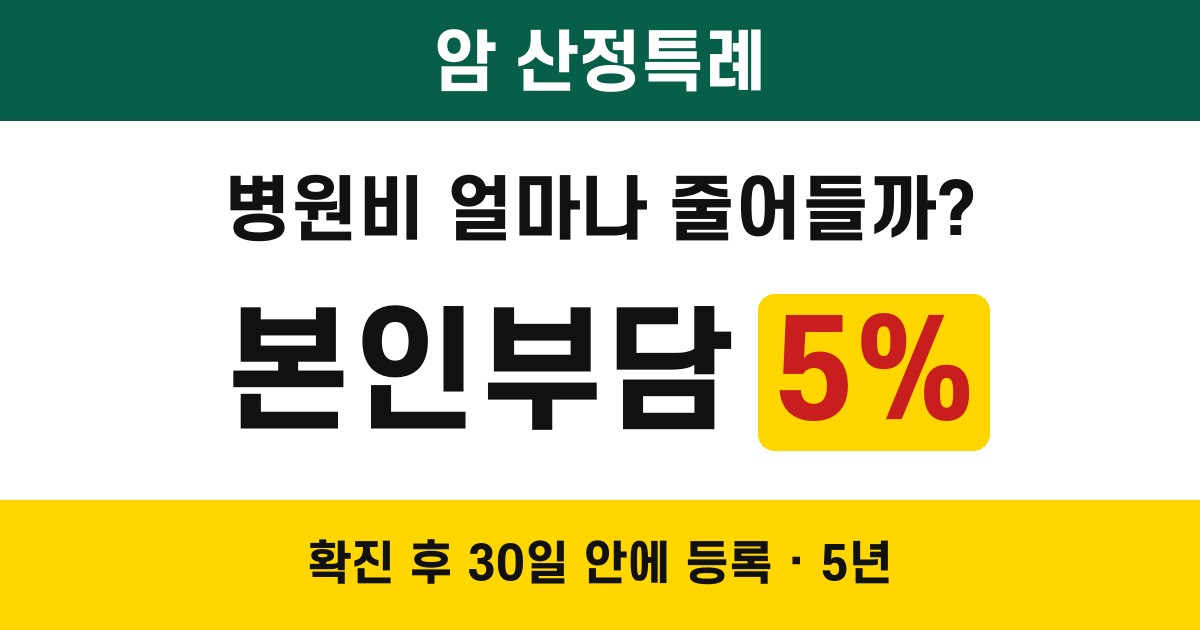 암 산정특례
병원비 얼마나 줄어들까?
본인부담 5%
확진 후 30일 안에 등록 · 5년